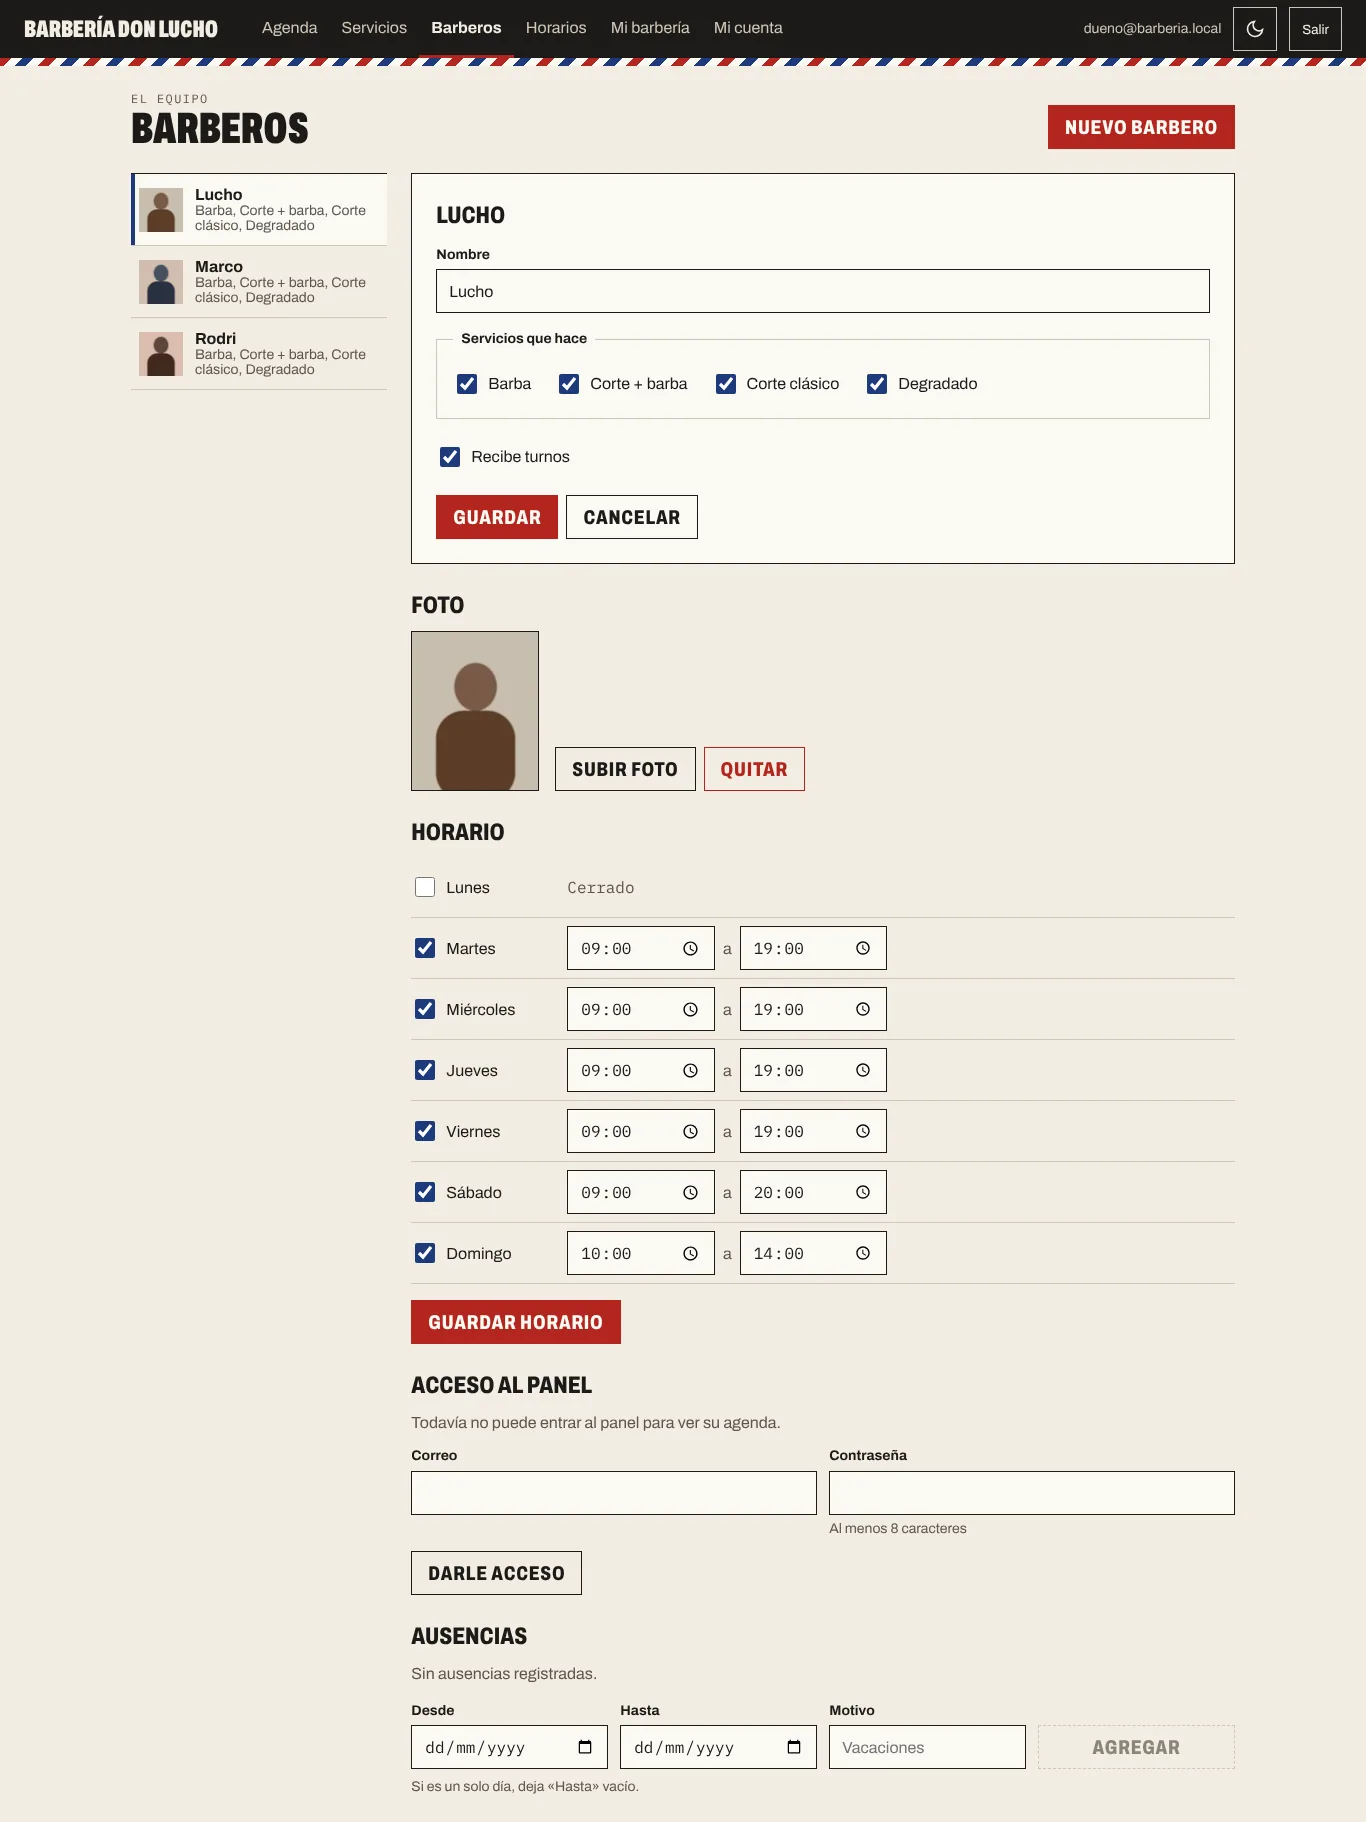 BARBERÍA DON LUCHO
Agenda
Servicios
Barberos
Horarios
Mi barbería
Mi cuenta
dueno@barberia.local
Salir
EL EQUIPO
BARBEROS
NUEVO BARBERO
Lucho
Barba, Corte + barba, Corte
clásico, Degradado
Marco
Barba, Corte + barba, Corte
clásico, Degradado
Rodri
Barba, Corte + barba, Corte
clásico, Degradado
LUCHO
Nombre
Lucho
Servicios que hace
Barba
Corte + barba
Corte clásico
Degradado
Recibe turnos
GUARDAR
CANCELAR
FOTO
SUBIR FOTO
QUITAR
HORARIO
Lunes
Cerrado
Martes
09:00
a
19:00
Miércoles
09:00
a
19:00
Jueves
09:00
a
19:00
Viernes
09:00
a
19:00
Sábado
09:00
a
20:00
Domingo
10:00
a
14:00
GUARDAR HORARIO
ACCESO AL PANEL
Todavía no puede entrar al panel para ver su agenda.
Correo
Contraseña
Al menos 8 caracteres
DARLE ACCESO
AUSENCIAS
Sin ausencias registradas.
Desde
Hasta
Motivo
dd/mm/yyyy
dd/mm/yyyy
Vacaciones
AGREGAR
Si es un solo día, deja «Hasta» vacío.